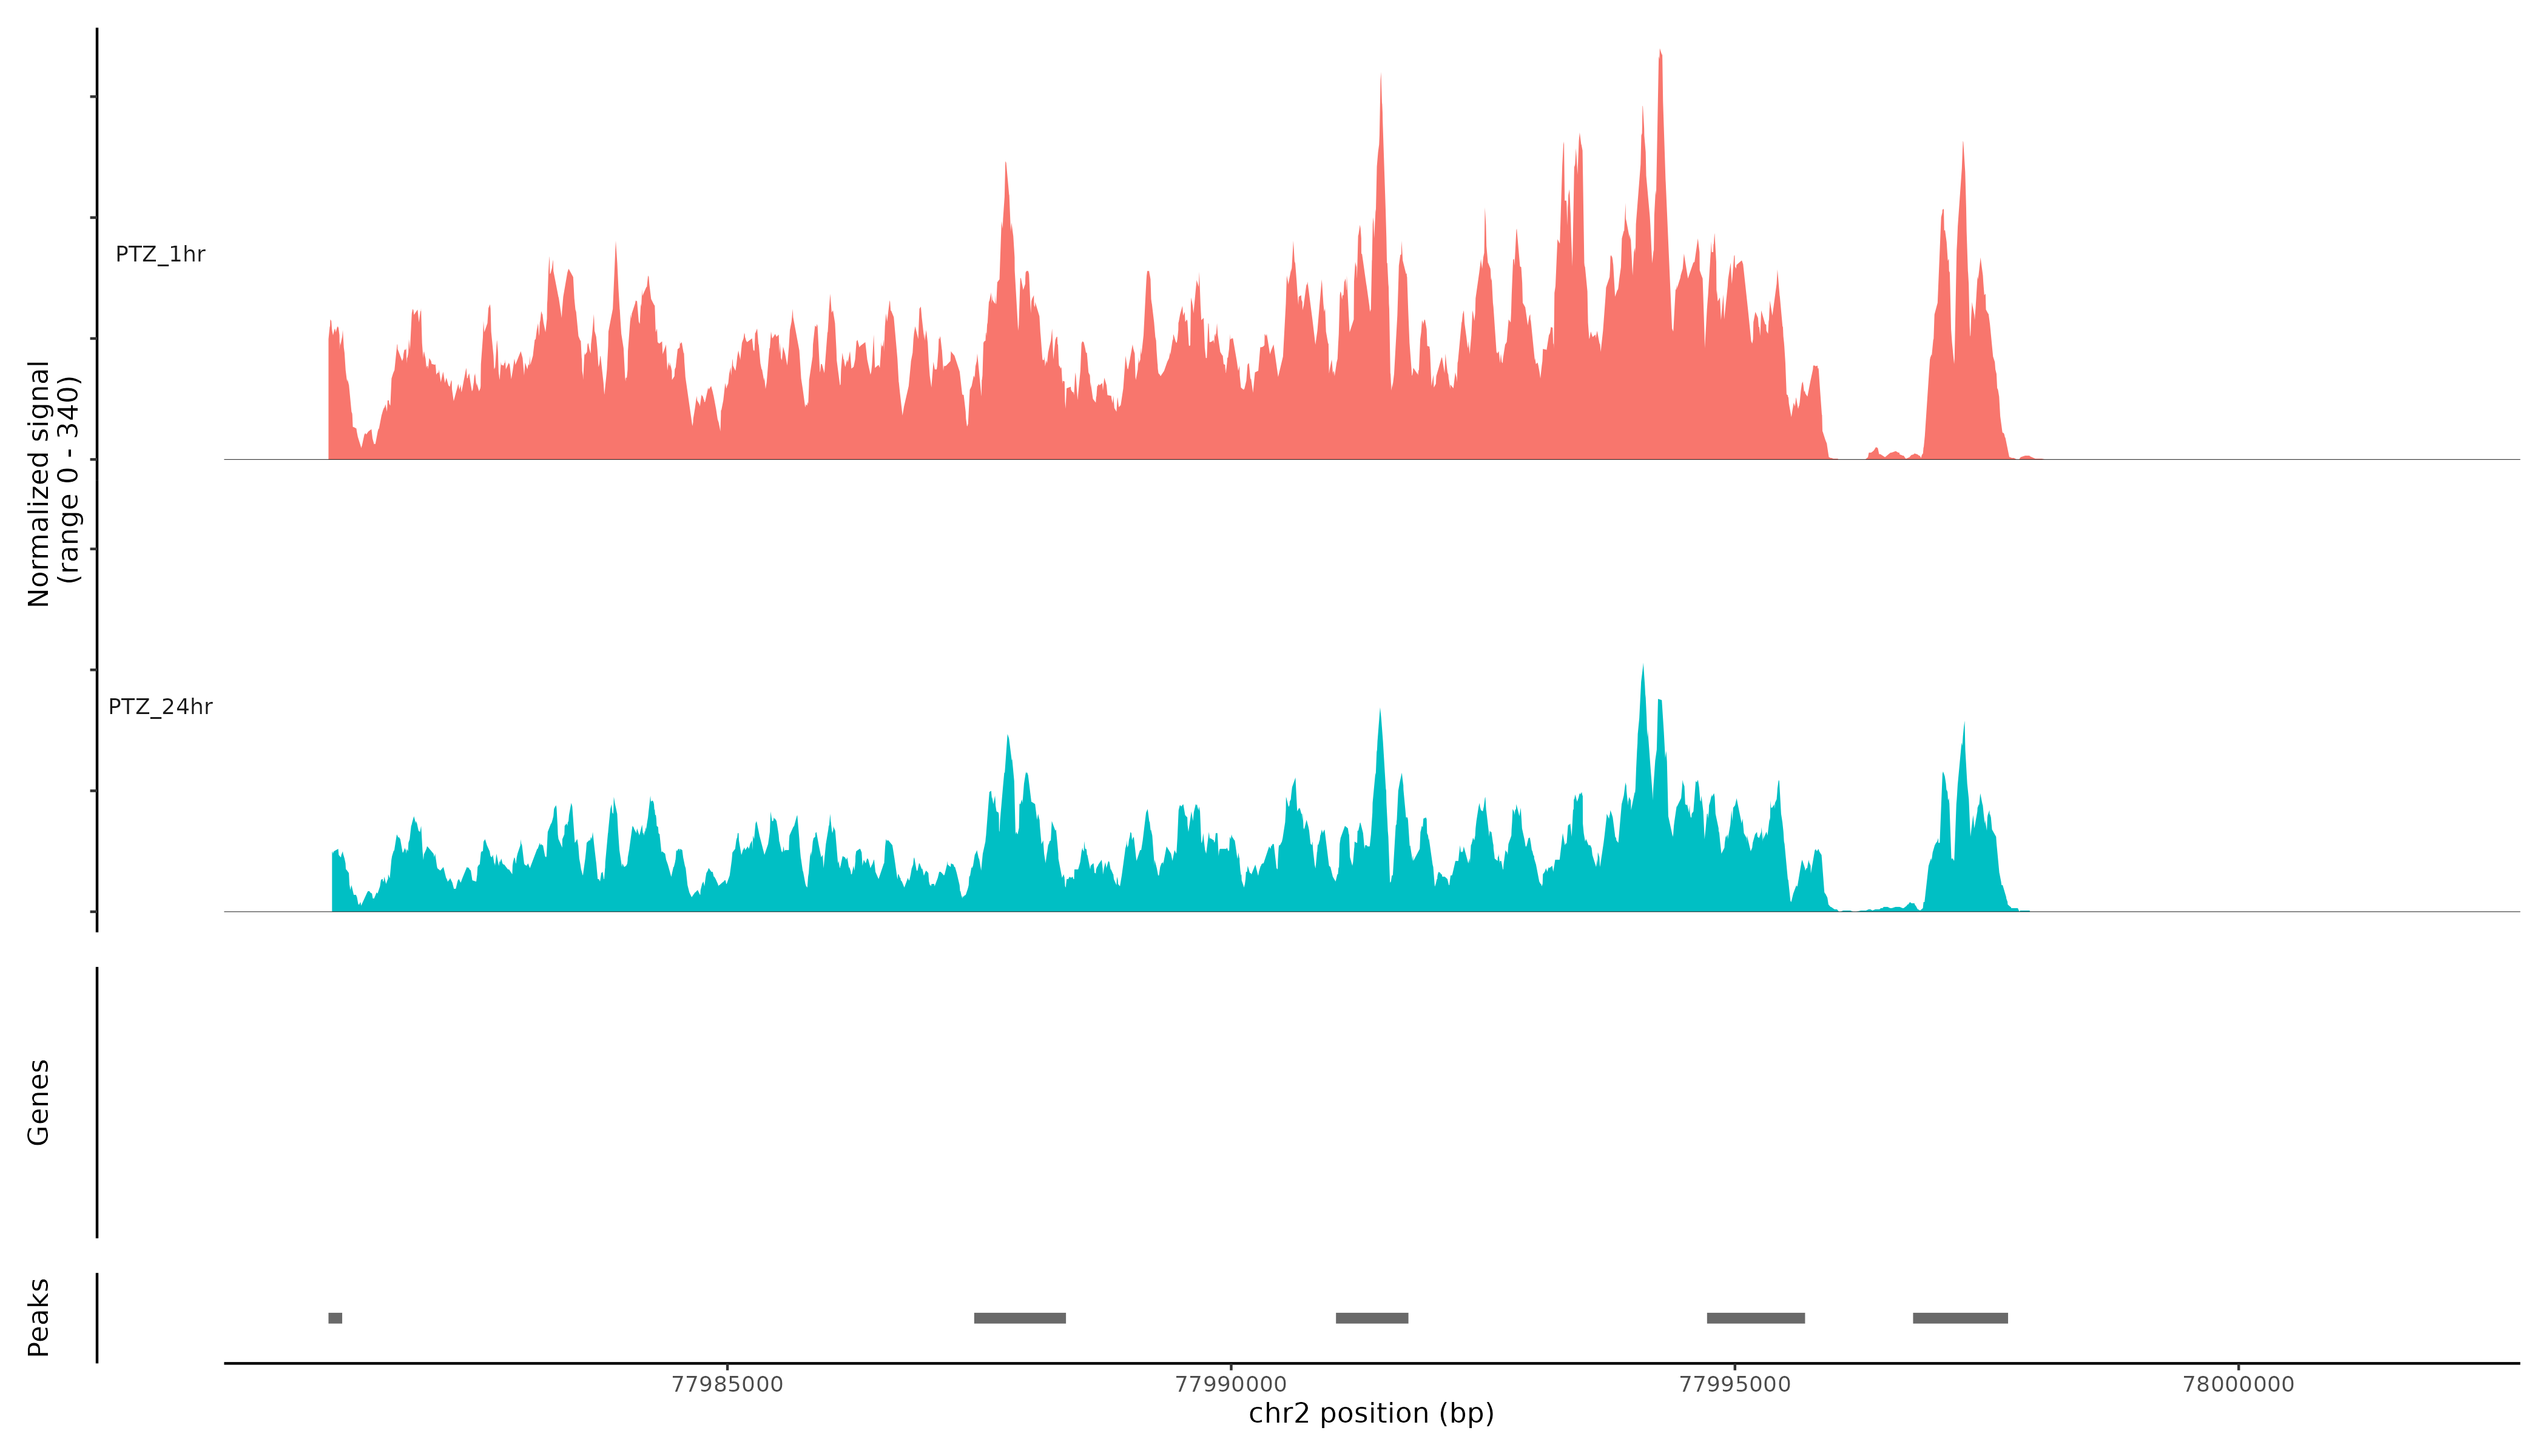 Normalized signal
(range 0 - 340)
PTZ_1hr
PTZ_24hr
Genes
Peaks
77985000
77990000
77995000
78000000
chr2 position (bp)